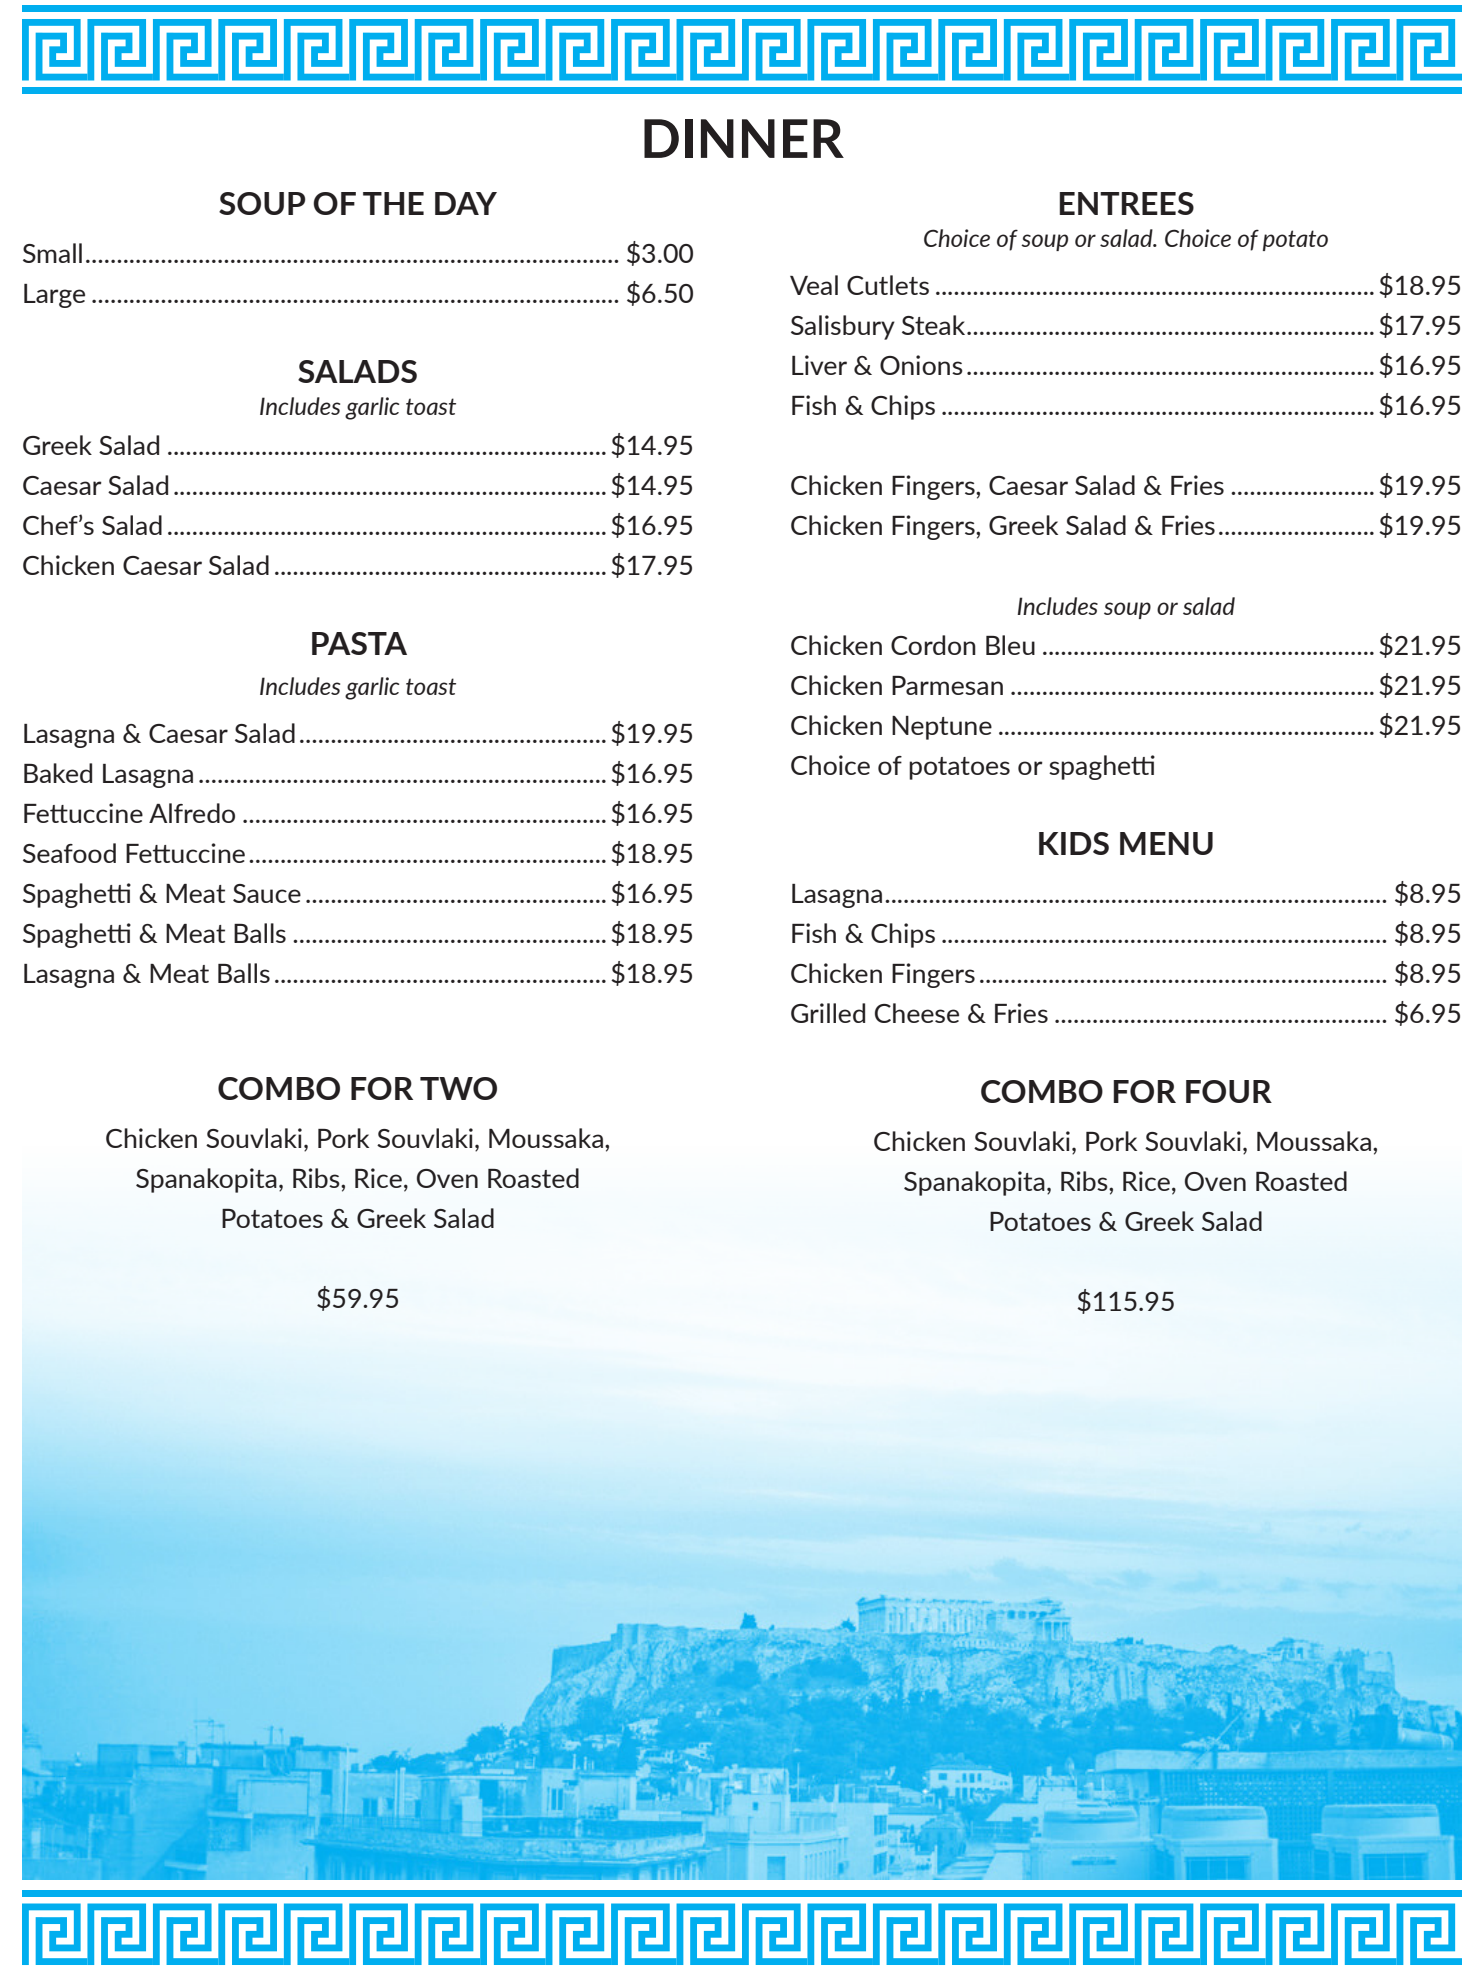 DINNER
SOUP OF THE DAY
Small $3.00
Large $6.50
SALADS
Includes garlic toast
Greek Salad $14.95
Caesar Salad $14.95
Chef’s Salad $16.95
Chicken Caesar Salad $17.95
PASTA
Includes garlic toast
Lasagna & Caesar Salad $19.95
Baked Lasagna $16.95
Fettuccine Alfredo $16.95
Seafood Fettuccine $18.95
Spaghetti & Meat Sauce $16.95
Spaghetti & Meat Balls $18.95
Lasagna & Meat Balls $18.95
COMBO FOR TWO
Chicken Souvlaki, Pork Souvlaki, Moussaka,
Spanakopita, Ribs, Rice, Oven Roasted
Potatoes & Greek Salad
$59.95
ENTREES
Choice of soup or salad. Choice of potato
Veal Cutlets $18.95
Salisbury Steak $17.95
Liver & Onions $16.95
Fish & Chips $16.95
Chicken Fingers, Caesar Salad & Fries $19.95
Chicken Fingers, Greek Salad & Fries $19.95
Includes soup or salad
Chicken Cordon Bleu $21.95
Chicken Parmesan $21.95
Chicken Neptune $21.95
Choice of potatoes or spaghetti
KIDS MENU
Lasagna $8.95
Fish & Chips $8.95
Chicken Fingers $8.95
Grilled Cheese & Fries $6.95
COMBO FOR FOUR
Chicken Souvlaki, Pork Souvlaki, Moussaka,
Spanakopita, Ribs, Rice, Oven Roasted
Potatoes & Greek Salad
$115.95